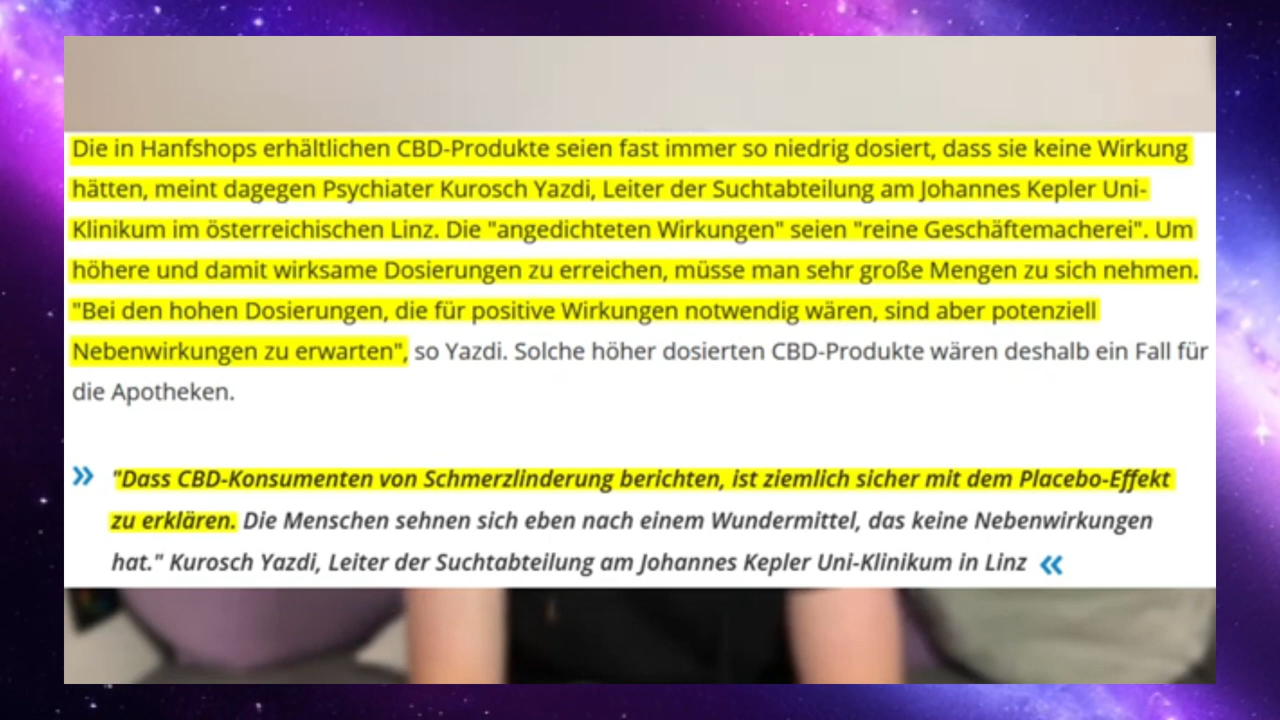 Die in Hanfshops erhältlichen CBD-Produkte seien fast immer so niedrig dosiert, dass sie keine Wirkung
hätten, meint dagegen Psychiater Kurosch Yazdi, Leiter der Suchtabteilung am Johannes Kepler Uni-
Klinikum im österreichischen Linz. Die "angedichteten Wirkungen" seien "reine Geschäftemacherei". Um
höhere und damit wirksame Dosierungen zu erreichen, müsse man sehr große Mengen zu sich nehmen.
"Bei den hohen Dosierungen, die für positive Wirkungen notwendig wären, sind aber potenziell
Nebenwirkungen zu erwarten", so Yazdi. Solche höher dosierten CBD-Produkte wären deshalb ein Fall für
die Apotheken.
» "Dass CBD-Konsumenten von Schmerzlinderung berichten, ist ziemlich sicher mit dem Placebo-Effekt
zu erklären. Die Menschen sehnen sich eben nach einem Wundermittel, das keine Nebenwirkungen
hat." Kurosch Yazdi, Leiter der Suchtabteilung am Johannes Kepler Uni-Klinikum in Linz «